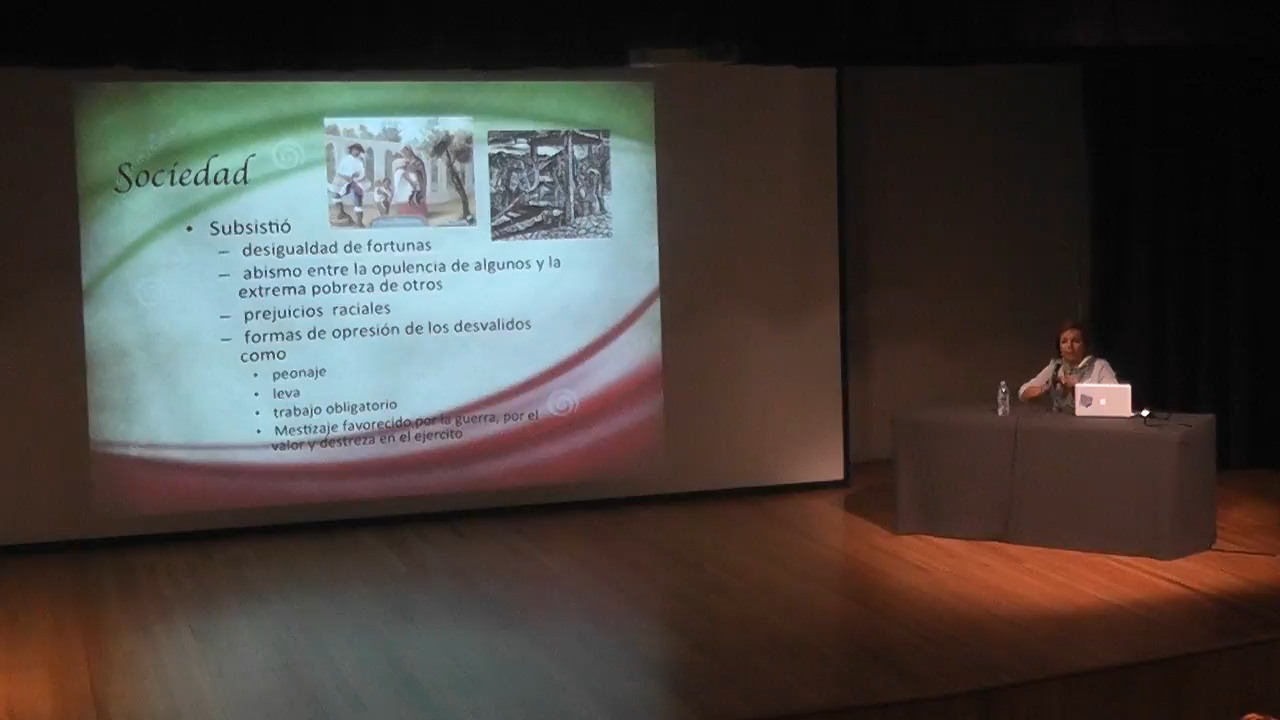 Sociedad
• Subsistió
– desigualdad de fortunas
– abismo entre la opulencia de algunos y la
extrema pobreza de otros
– prejuicios raciales
– formas de opresión de los desvalidos
como
• peonaje
• leva
• trabajo obligatorio
• Mestizaje favorecido por la guerra, por el
valor y destreza en el ejercito